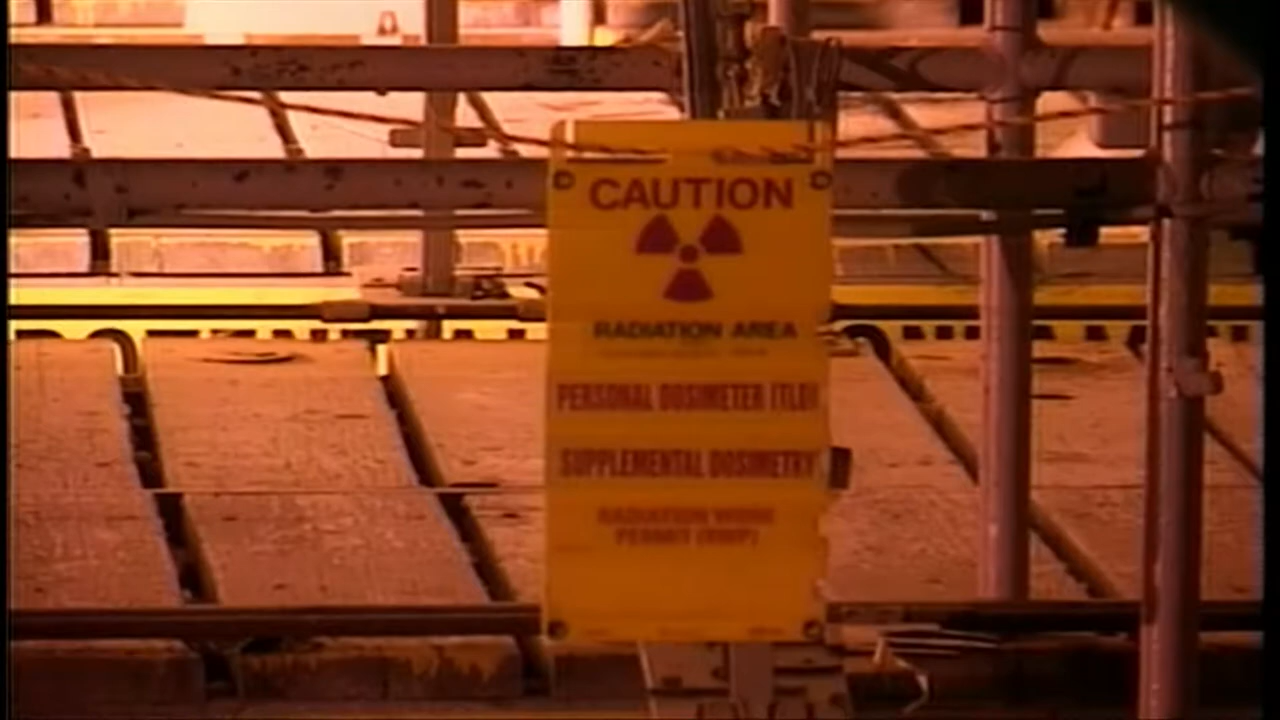 CAUTION
RADIATION AREA
PERSONAL DOSIMETER (TLD)
SUPPLEMENTAL DOSIMETRY
RADIATION WORK
PERMIT (RWP)